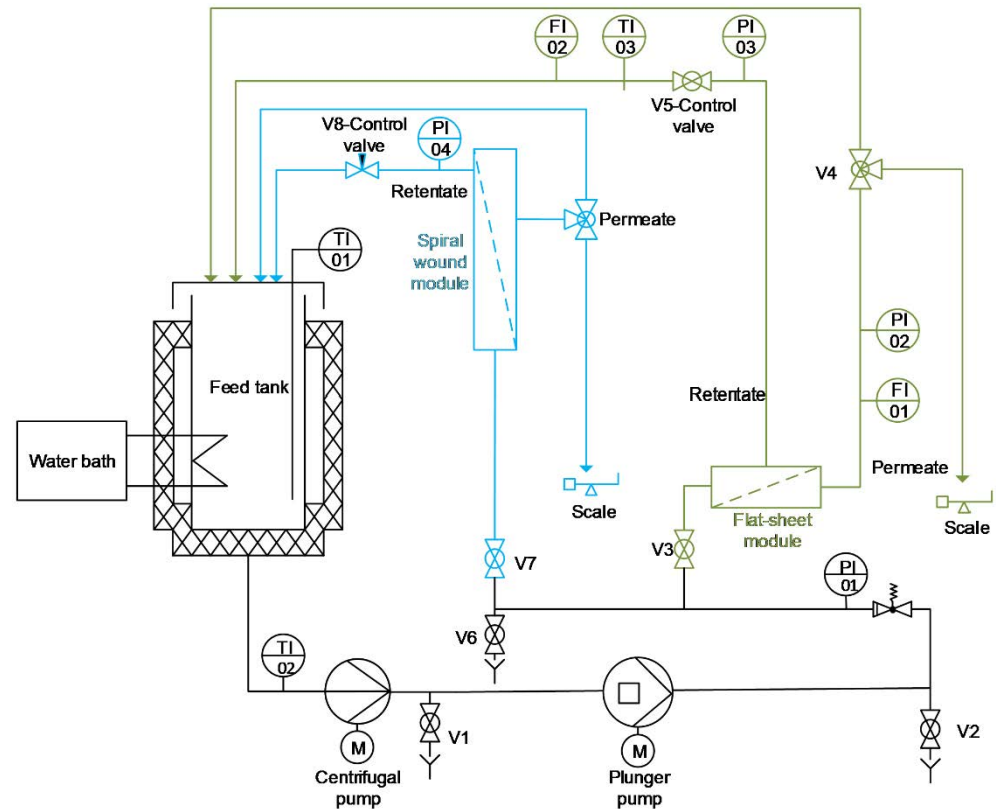 FI
02
TI
03
PI
03
V5-Control
valve
V8-Control
valve
PI
04
Retentate
V4
Permeate
TI
01
Spiral
wound
module
PI
02
Feed tank
Retentate
FI
01
Water bath
Permeate
Scale
Scale
Flat-sheet
module
V7
V3
PI
01
V6
TI
02
V1
V2
M
Centrifugal
pump
M
Plunger
pump